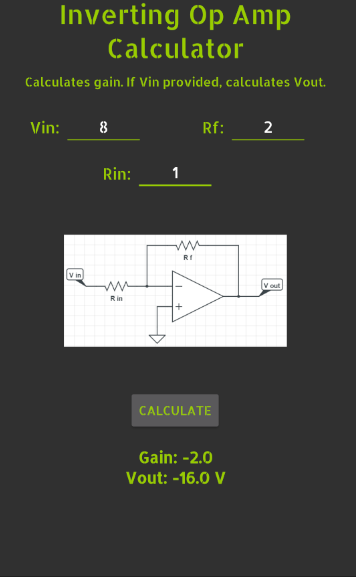 Inverting Op Amp
Calculator
Calculates gain. If Vin provided, calculates Vout.
Vin: 8 Rf: 2
Rin: 1
R f
V in
V out
R in
CALCULATE
Gain: -2.0
Vout: -16.0 V